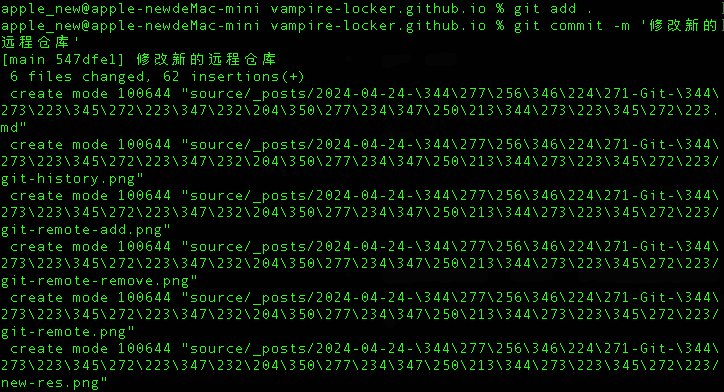 apple_new@apple-newdeMac-mini vampire-locker.github.io % git add .
apple_new@apple-newdeMac-mini vampire-locker.github.io % git commit -m '修改新的
远程仓库'
[main 547dfe1] 修改新的远程仓库
 6 files changed, 62 insertions(+)
 create mode 100644 "source/_posts/2024-04-24-\344\277\256\346\224\271-Git-\344\
273\223\345\272\223\347\232\204\350\277\234\347\250\213\344\273\223\345\272\223.
md"
 create mode 100644 "source/_posts/2024-04-24-\344\277\256\346\224\271-Git-\344\
273\223\345\272\223\347\232\204\350\277\234\347\250\213\344\273\223\345\272\223/
git-history.png"
 create mode 100644 "source/_posts/2024-04-24-\344\277\256\346\224\271-Git-\344\
273\223\345\272\223\347\232\204\350\277\234\347\250\213\344\273\223\345\272\223/
git-remote-add.png"
 create mode 100644 "source/_posts/2024-04-24-\344\277\256\346\224\271-Git-\344\
273\223\345\272\223\347\232\204\350\277\234\347\250\213\344\273\223\345\272\223/
git-remote-remove.png"
 create mode 100644 "source/_posts/2024-04-24-\344\277\256\346\224\271-Git-\344\
273\223\345\272\223\347\232\204\350\277\234\347\250\213\344\273\223\345\272\223/
git-remote.png"
 create mode 100644 "source/_posts/2024-04-24-\344\277\256\346\224\271-Git-\344\
273\223\345\272\223\347\232\204\350\277\234\347\250\213\344\273\223\345\272\223/
new-res.png"